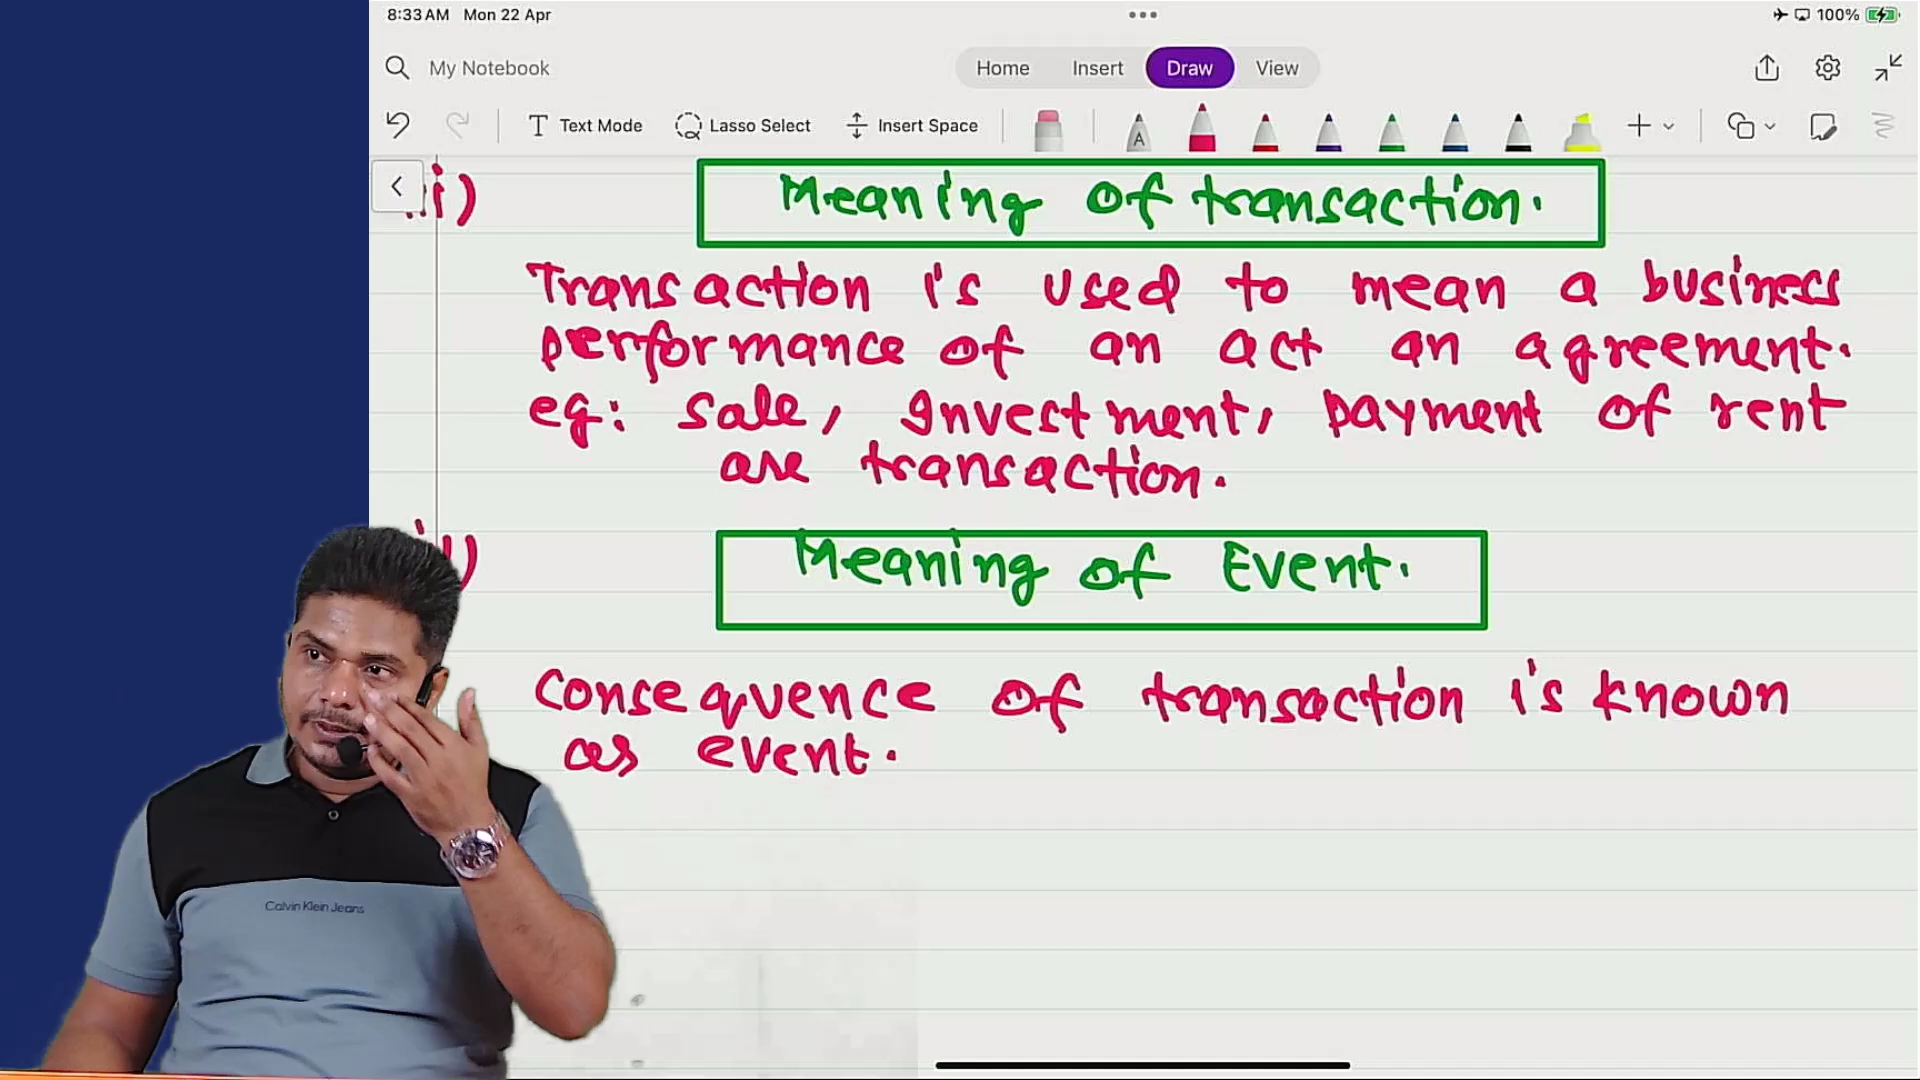 8:33 AM Mon 22 Apr
100%
My Notebook
Home Insert Draw View
Text Mode Lasso Select Insert Space
A
i)
Meaning of transaction.
Transaction is used to mean a business
performance of an act an agreement.
eg: Sale, Investment, payment of rent
are transaction.
Meaning of Event.
Consequence of transaction is known
as event.
Calvin Klein Jeans